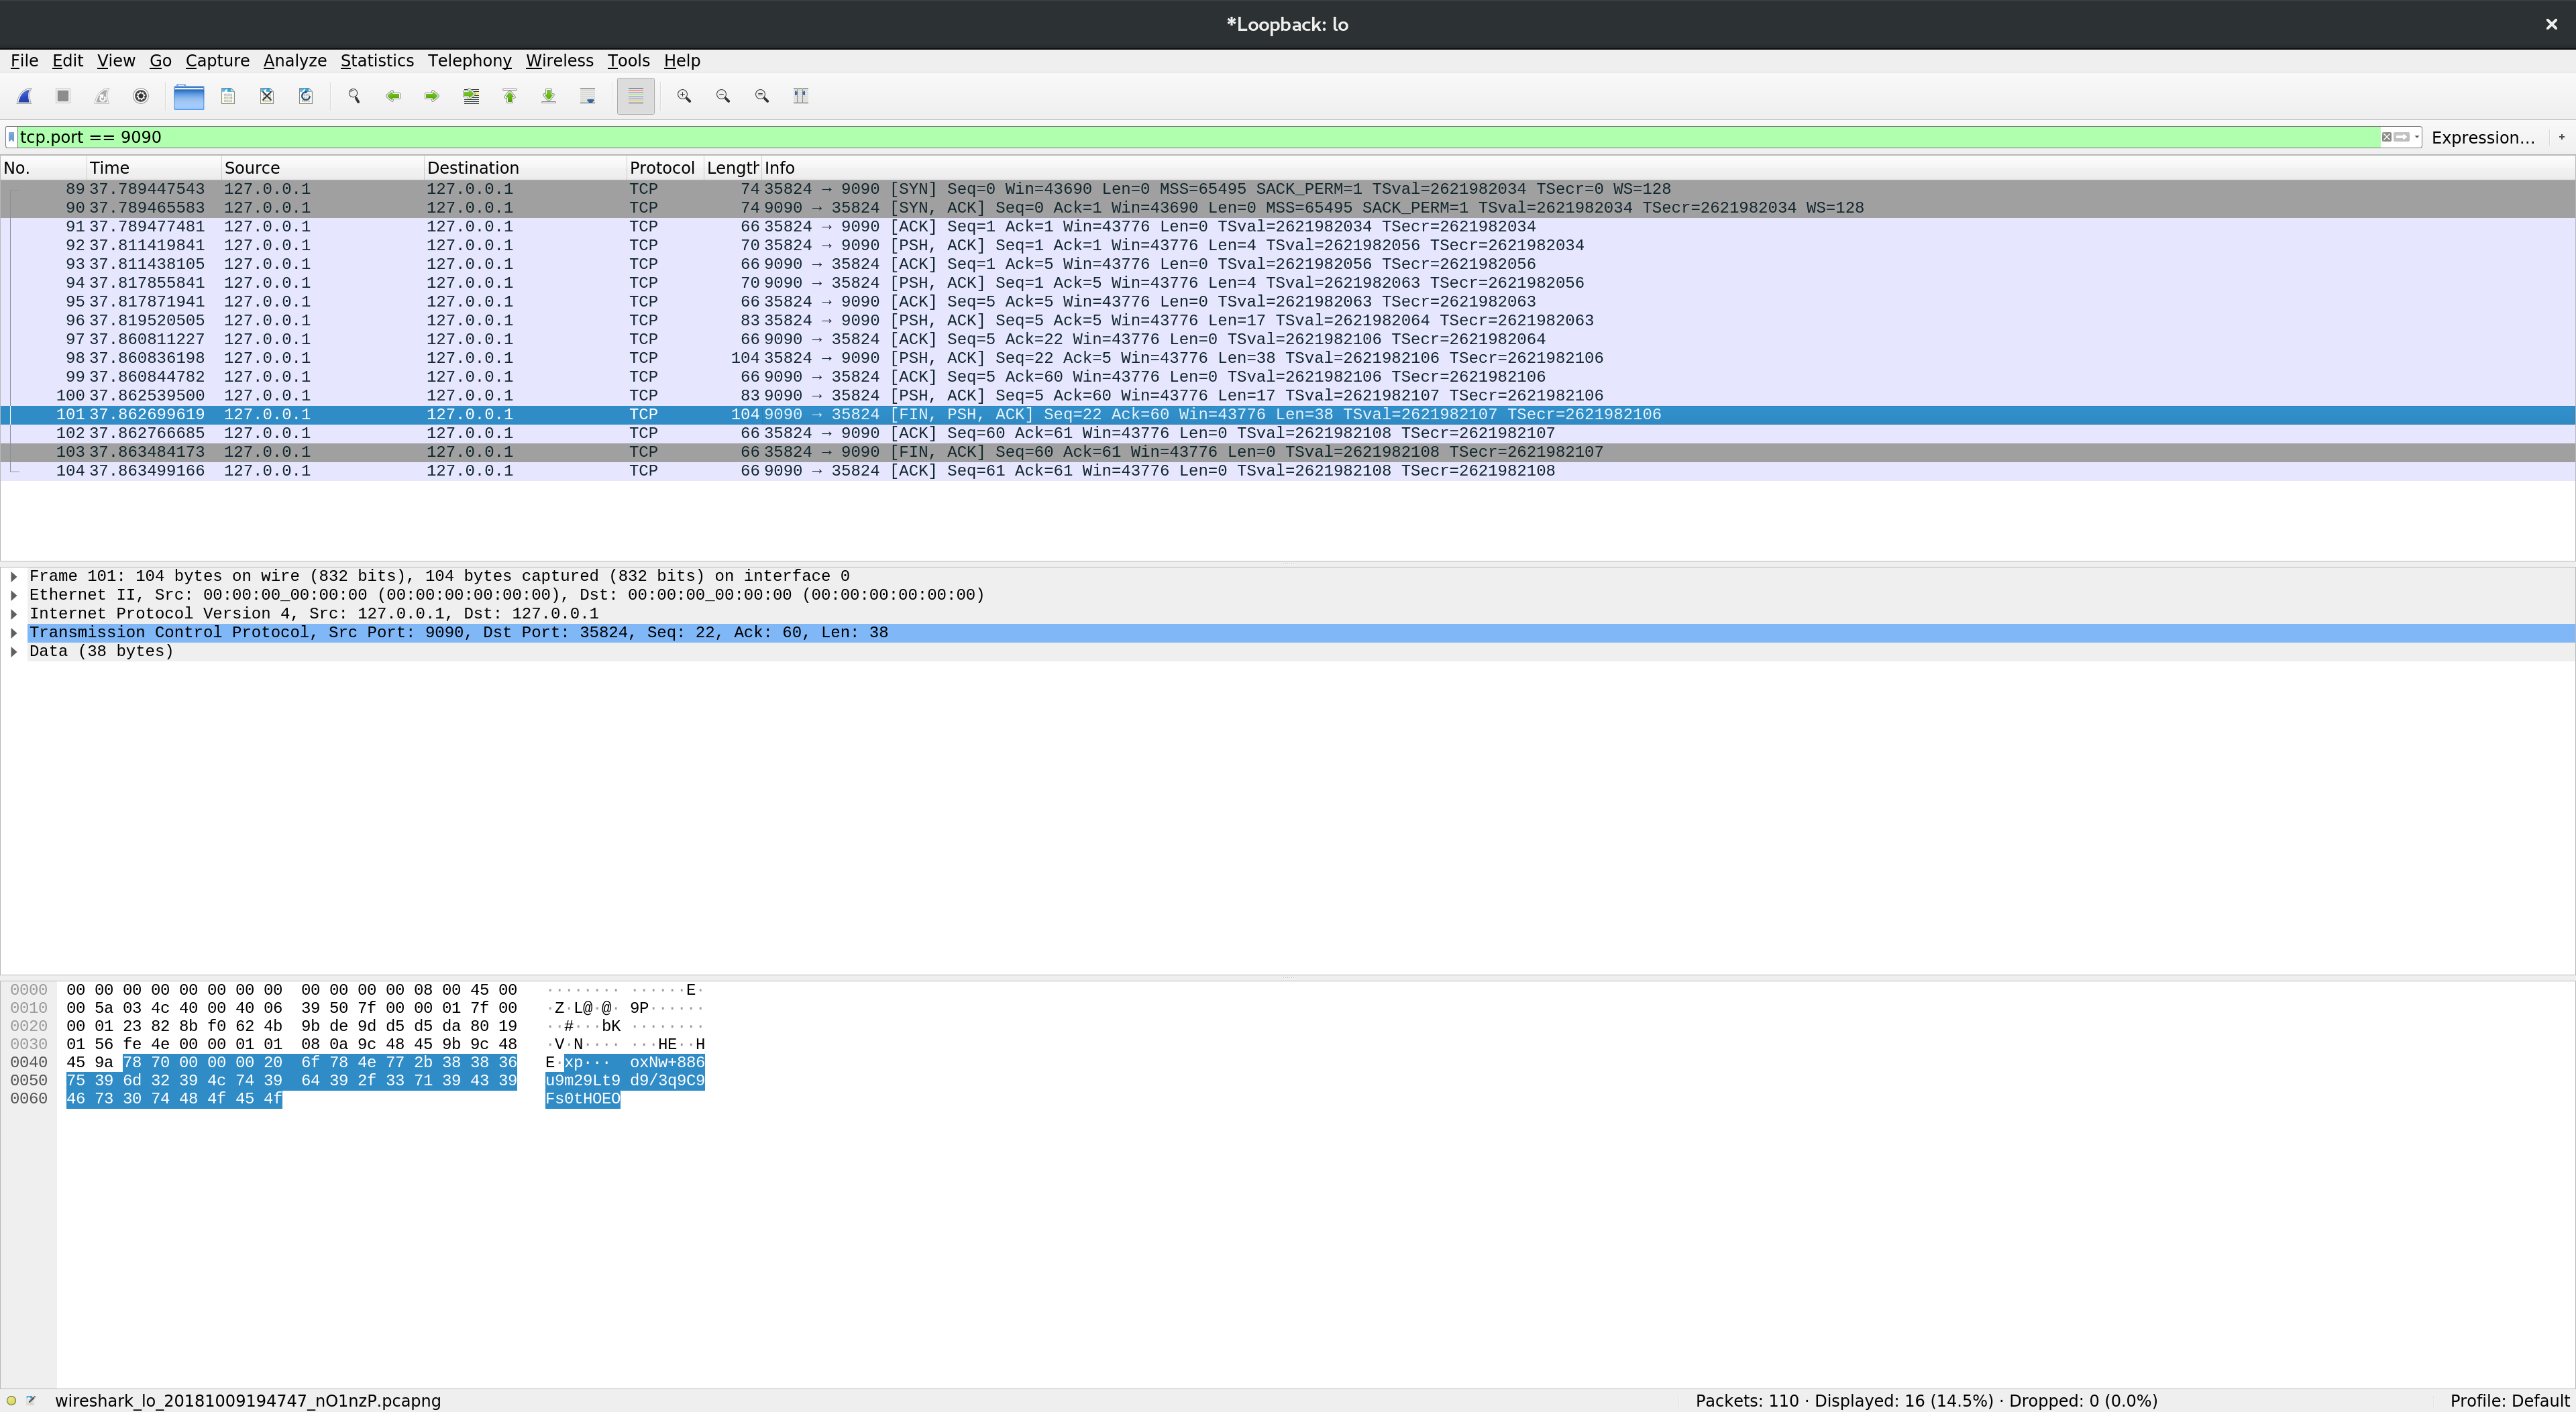 *Loopback: lo
File Edit View Go Capture Analyze Statistics Telephony Wireless Tools Help
tcp.port == 9090 Expression… +
No. Time Source Destination Protocol Length Info
89 37.789447543 127.0.0.1 127.0.0.1 TCP 74 35824 → 9090 [SYN] Seq=0 Win=43690 Len=0 MSS=65495 SACK_PERM=1 TSval=2621982034 TSecr=0 WS=128
90 37.789465583 127.0.0.1 127.0.0.1 TCP 74 9090 → 35824 [SYN, ACK] Seq=0 Ack=1 Win=43690 Len=0 MSS=65495 SACK_PERM=1 TSval=2621982034 TSecr=2621982034 WS=128
91 37.789477481 127.0.0.1 127.0.0.1 TCP 66 35824 → 9090 [ACK] Seq=1 Ack=1 Win=43776 Len=0 TSval=2621982034 TSecr=2621982034
92 37.811419841 127.0.0.1 127.0.0.1 TCP 70 35824 → 9090 [PSH, ACK] Seq=1 Ack=1 Win=43776 Len=4 TSval=2621982056 TSecr=2621982034
93 37.811438105 127.0.0.1 127.0.0.1 TCP 66 9090 → 35824 [ACK] Seq=1 Ack=5 Win=43776 Len=0 TSval=2621982056 TSecr=2621982056
94 37.817855841 127.0.0.1 127.0.0.1 TCP 70 9090 → 35824 [PSH, ACK] Seq=1 Ack=5 Win=43776 Len=4 TSval=2621982063 TSecr=2621982056
95 37.817871941 127.0.0.1 127.0.0.1 TCP 66 35824 → 9090 [ACK] Seq=5 Ack=5 Win=43776 Len=0 TSval=2621982063 TSecr=2621982063
96 37.819520505 127.0.0.1 127.0.0.1 TCP 83 35824 → 9090 [PSH, ACK] Seq=5 Ack=5 Win=43776 Len=17 TSval=2621982064 TSecr=2621982063
97 37.860811227 127.0.0.1 127.0.0.1 TCP 66 9090 → 35824 [ACK] Seq=5 Ack=22 Win=43776 Len=0 TSval=2621982106 TSecr=2621982064
98 37.860836198 127.0.0.1 127.0.0.1 TCP 104 35824 → 9090 [PSH, ACK] Seq=22 Ack=5 Win=43776 Len=38 TSval=2621982106 TSecr=2621982106
99 37.860844782 127.0.0.1 127.0.0.1 TCP 66 9090 → 35824 [ACK] Seq=5 Ack=60 Win=43776 Len=0 TSval=2621982106 TSecr=2621982106
100 37.862539500 127.0.0.1 127.0.0.1 TCP 83 9090 → 35824 [PSH, ACK] Seq=5 Ack=60 Win=43776 Len=17 TSval=2621982107 TSecr=2621982106
101 37.862699619 127.0.0.1 127.0.0.1 TCP 104 9090 → 35824 [FIN, PSH, ACK] Seq=22 Ack=60 Win=43776 Len=38 TSval=2621982107 TSecr=2621982106
102 37.862766685 127.0.0.1 127.0.0.1 TCP 66 35824 → 9090 [ACK] Seq=60 Ack=61 Win=43776 Len=0 TSval=2621982108 TSecr=2621982107
103 37.863484173 127.0.0.1 127.0.0.1 TCP 66 35824 → 9090 [FIN, ACK] Seq=60 Ack=61 Win=43776 Len=0 TSval=2621982108 TSecr=2621982107
104 37.863499166 127.0.0.1 127.0.0.1 TCP 66 9090 → 35824 [ACK] Seq=61 Ack=61 Win=43776 Len=0 TSval=2621982108 TSecr=2621982108
Frame 101: 104 bytes on wire (832 bits), 104 bytes captured (832 bits) on interface 0
Ethernet II, Src: 00:00:00_00:00:00 (00:00:00:00:00:00), Dst: 00:00:00_00:00:00 (00:00:00:00:00:00)
Internet Protocol Version 4, Src: 127.0.0.1, Dst: 127.0.0.1
Transmission Control Protocol, Src Port: 9090, Dst Port: 35824, Seq: 22, Ack: 60, Len: 38
Data (38 bytes)
0000 00 00 00 00 00 00 00 00 00 00 00 00 08 00 45 00 ········ ······E·
0010 00 5a 03 4c 40 00 40 06 39 50 7f 00 00 01 7f 00 ·Z·L@·@· 9P······
0020 00 01 23 82 8b f0 62 4b 9b de 9d d5 d5 da 80 19 ··#···bK ········
0030 01 56 fe 4e 00 00 01 01 08 0a 9c 48 45 9b 9c 48 ·V·N···· ···HE··H
0040 45 9a 78 70 00 00 00 20 6f 78 4e 77 2b 38 38 36 E·xp··· oxNw+886
0050 75 39 6d 32 39 4c 74 39 64 39 2f 33 71 39 43 39 u9m29Lt9 d9/3q9C9
0060 46 73 30 74 48 4f 45 4f Fs0tHOEO
wireshark_lo_20181009194747_nO1nzP.pcapng Packets: 110 · Displayed: 16 (14.5%) · Dropped: 0 (0.0%) Profile: Default